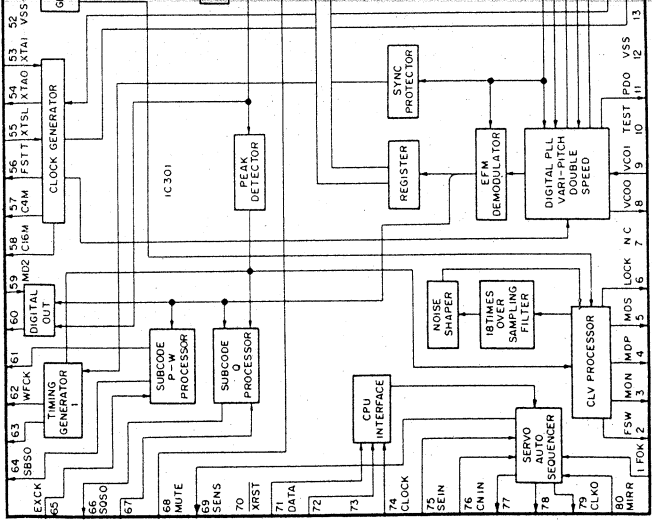 52
VSS
53
XTAI
54
XTAO
55
XTSL
56
FSTT
57
C4M
58
C16M
59
MD2
60
61
62
WFCK
63
64
SBSO
EXCK
65
66
SQSO
67
68
MUTE
69
SENS
70
XRST
71
DATA
72
73
74
CLOCK
75
SEIN
76
CNIN
77
78
79
CLKO
80
MIRR
1
FOK
2
FSW
3
MON
4
MDP
5
MDS
6
LOCK
7
NC
8
VCOO
9
VCOI
10
TEST
11
PDO
12
VSS
13
CLOCK GENERATOR
IC301
DIGITAL
OUT
TIMING
GENERATOR
1
PEAK
DETECTOR
SYNC
PROTECTOR
REGISTER
EFM
DEMODULATOR
DIGITAL PLL
VARI-PITCH
DOUBLE
SPEED
SUBCODE
P-W
PROCESSOR
SUBCODE
Q
PROCESSOR
NOISE
SHAPER
18TIMES
OVER
SAMPLING
FILTER
CPU
INTERFACE
CLV PROCESSOR
SERVO
AUTO
SEQUENCER